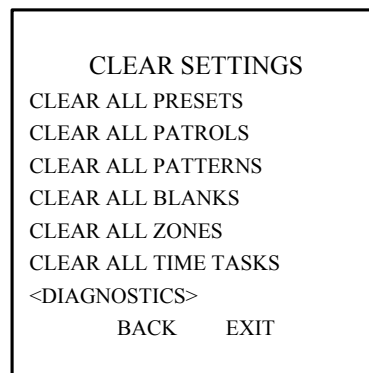 CLEAR SETTINGS
CLEAR ALL PRESETS
CLEAR ALL PATROLS
CLEAR ALL PATTERNS
CLEAR ALL BLANKS
CLEAR ALL ZONES
CLEAR ALL TIME TASKS
<DIAGNOSTICS>
BACK EXIT